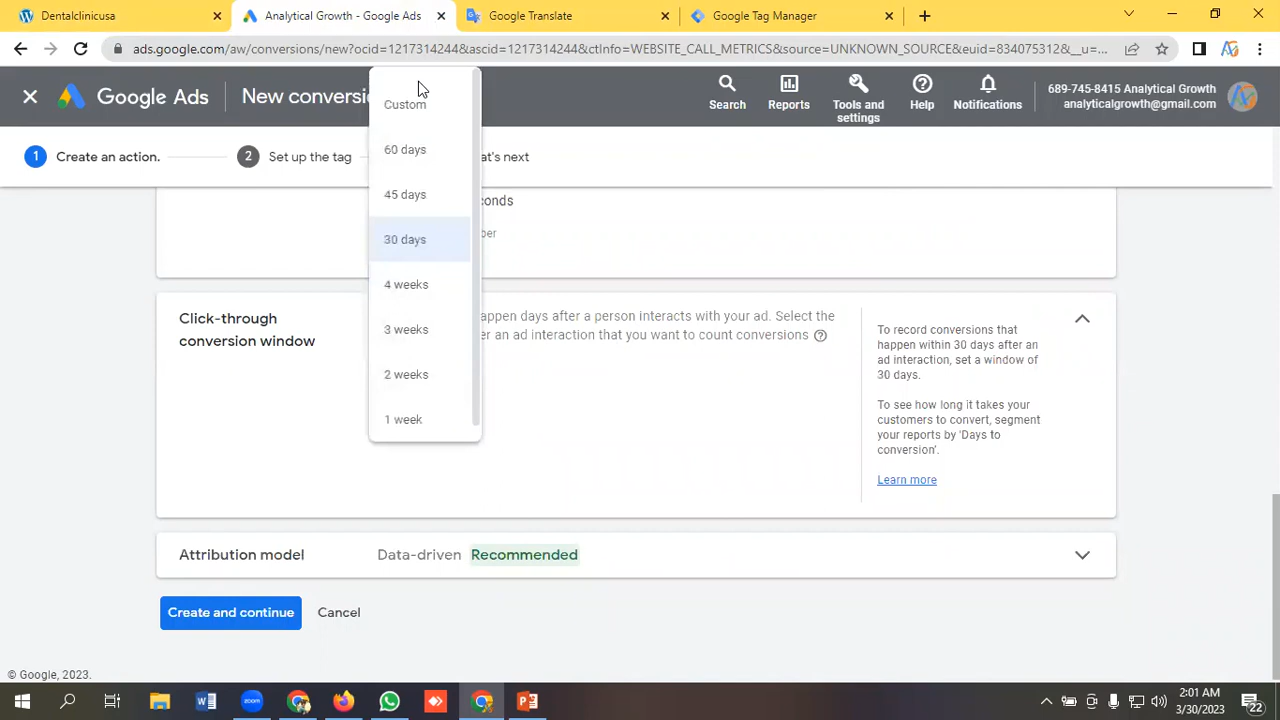 Dentalclinicusa
Analytical Growth - Google Ads
Google Translate
Google Tag Manager
ads.google.com/aw/conversions/new?ocid=1217314244&ascid=1217314244&ctInfo=WEBSITE_CALL_METRICS&source=UNKNOWN_SOURCE&euid=834075312&__u=...
Google Ads
New conversi
Search
Reports
Tools and
settings
Help
Notifications
689-745-8415 Analytical Growth
analyticalgrowth@gmail.com
1 Create an action.
2 Set up the tag
at's next
Custom
60 days
45 days
30 days
4 weeks
3 weeks
2 weeks
1 week
conds
ber
Click-through
conversion window
appen days after a person interacts with your ad. Select the
er an ad interaction that you want to count conversions
To record conversions that
happen within 30 days after an
ad interaction, set a window of
30 days.
To see how long it takes your
customers to convert, segment
your reports by 'Days to
conversion'.
Learn more
Attribution model
Data-driven Recommended
Create and continue
Cancel
© Google, 2023.
zoom
2:01 AM
3/30/2023
22